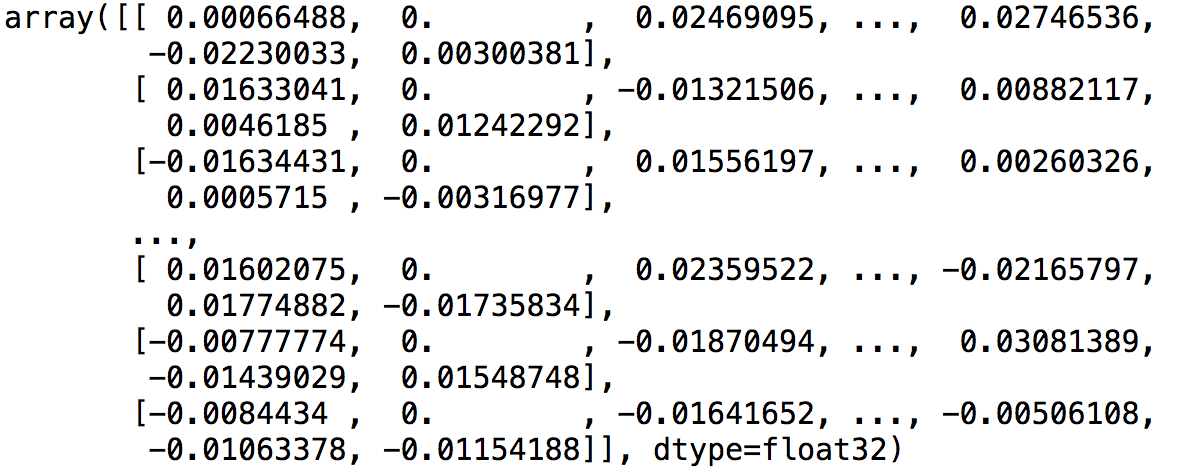 array([[ 0.00066488,  0.        ,  0.02469095, ...,  0.02746536,
        -0.02230033,  0.00300381],
       [ 0.01633041,  0.        , -0.01321506, ...,  0.00882117,
         0.0046185 ,  0.01242292],
       [-0.01634431,  0.        ,  0.01556197, ...,  0.00260326,
         0.0005715 , -0.00316977],
       ...,
       [ 0.01602075,  0.        ,  0.02359522, ..., -0.02165797,
         0.01774882, -0.01735834],
       [-0.00777774,  0.        , -0.01870494, ...,  0.03081389,
        -0.01439029,  0.01548748],
       [-0.0084434 ,  0.        , -0.01641652, ..., -0.00506108,
        -0.01063378, -0.01154188]], dtype=float32)